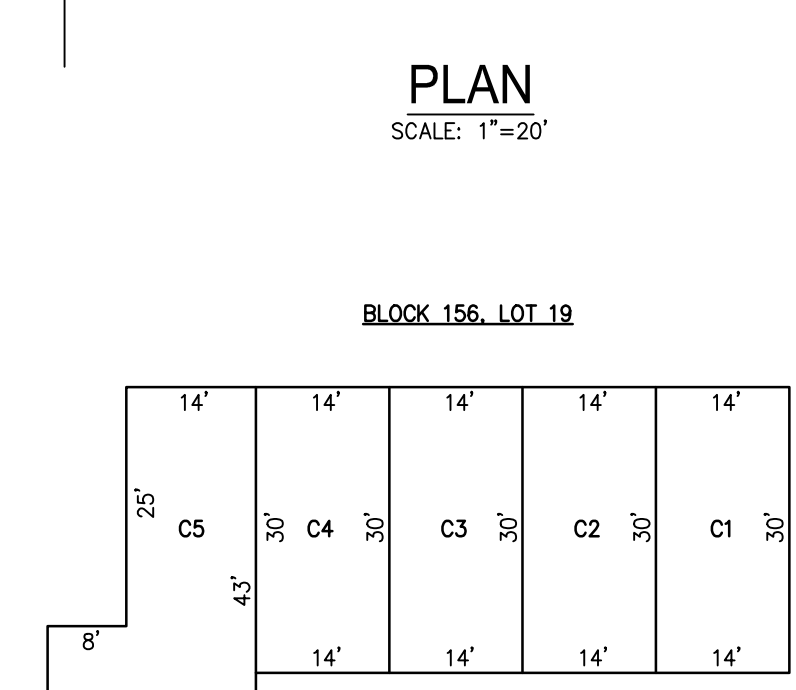 PLAN
SCALE: 1"=20'
BLOCK 156, LOT 19
14' 14' 14' 14' 14'
25' C5 30' C4 30' C3 30' C2 30' C1 30'
43'
8'
14' 14' 14' 14'